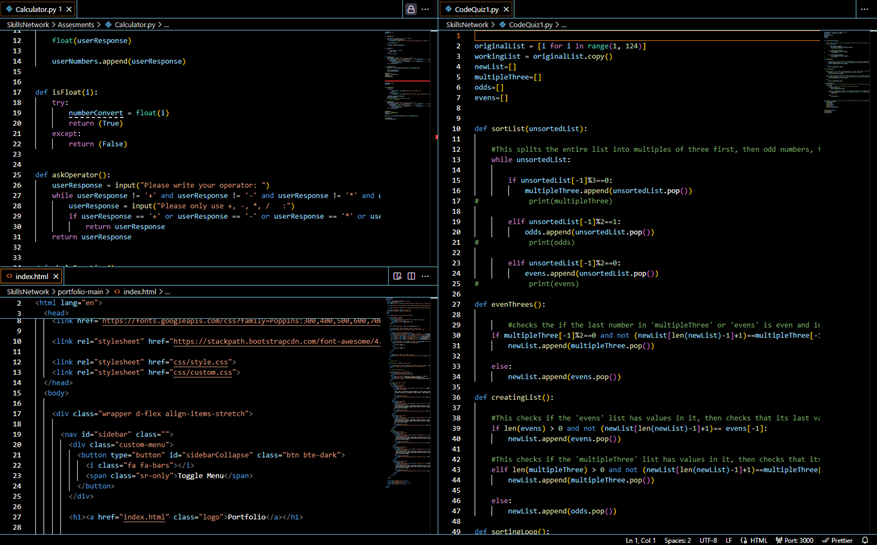 Calculator.py 1
SkillsNetwork > Assesments > Calculator.py > ...
11
12 float(userResponse)
13
14 userNumbers.append(userResponse)
15
16
17 def isFloat(i):
18 try:
19 numberConvert = float(i)
20 return (True)
21 except:
22 return (False)
23
24
25 def askOperator():
26 userResponse = input("Please write your operator: ")
27 while userResponse != '+' and userResponse != '-' and userResponse != '*' and u
28 userResponse = input("Please only use +, -, *, / :")
29 if userResponse == '+' or userResponse == '-' or userResponse == '*' or use
30 return userResponse
31 return userResponse
32
33
index.html
SkillsNetwork > portfolio-main > index.html > ...
2 <html lang="en">
3 <head>
8 <link href="https://fonts.googleapis.com/css?family=Poppins:300,400,500,600,700
9
10 <link rel="stylesheet" href="https://stackpath.bootstrapcdn.com/font-awesome/4.
11
12 <link rel="stylesheet" href="css/style.css">
13 <link rel="stylesheet" href="css/custom.css">
14 </head>
15 <body>
16
17 <div class="wrapper d-flex align-items-stretch">
18
19 <nav id="sidebar" class="">
20 <div class="custom-menu">
21 <button type="button" id="sidebarCollapse" class="btn bte-dark">
22 <i class="fa fa-bars"></i>
23 <span class="sr-only">Toggle Menu</span>
24 </button>
25 </div>
26
27 <h1><a href="index.html" class="logo">Portfolio</a></h1>
28
CodeQuiz1.py
SkillsNetwork > CodeQuiz1.py > ...
1
2 originalList = [i for i in range(1, 124)]
3 workingList = originalList.copy()
4 newList=[]
5 multipleThree=[]
6 odds=[]
7 evens=[]
8
9
10 def sortList(unsortedList):
11
12 #This splits the entire list into multiples of three first, then odd numbers, t
13 while unsortedList:
14
15 if unsortedList[-1]%3==0:
16 multipleThree.append(unsortedList.pop())
17 # print(multipleThree)
18
19 elif unsortedList[-1]%2==1:
20 odds.append(unsortedList.pop())
21 # print(odds)
22
23 elif unsortedList[-1]%2==0:
24 evens.append(unsortedList.pop())
25 # print(evens)
26
27 def evenThrees():
28
29 #checks the if the last number in 'multipleThree' or 'evens' is even and in
30 if multipleThree[-1]%2==0 and not (newList[len(newList)-1]+1)==multipleThree[-1
31 newList.append(multipleThree.pop())
32
33 else:
34 newList.append(evens.pop())
35
36 def creatingList():
37
38 #This checks if the 'evens' list has values in it, then checks that its last va
39 if len(evens) > 0 and not (newList[len(newList)-1]+1)== evens[-1]:
40 newList.append(evens.pop())
41
42 #This checks if the 'multipleThree' list has values in it, then checks that its
43 elif len(multipleThree) > 0 and not (newList[len(newList)-1]+1)==multipleThree[
44 newList.append(multipleThree.pop())
45
46 else:
47 newList.append(odds.pop())
48
49 def sortingLoop():
Ln 1, Col 1 Spaces: 2 UTF-8 LF HTML Port: 3000 Prettier